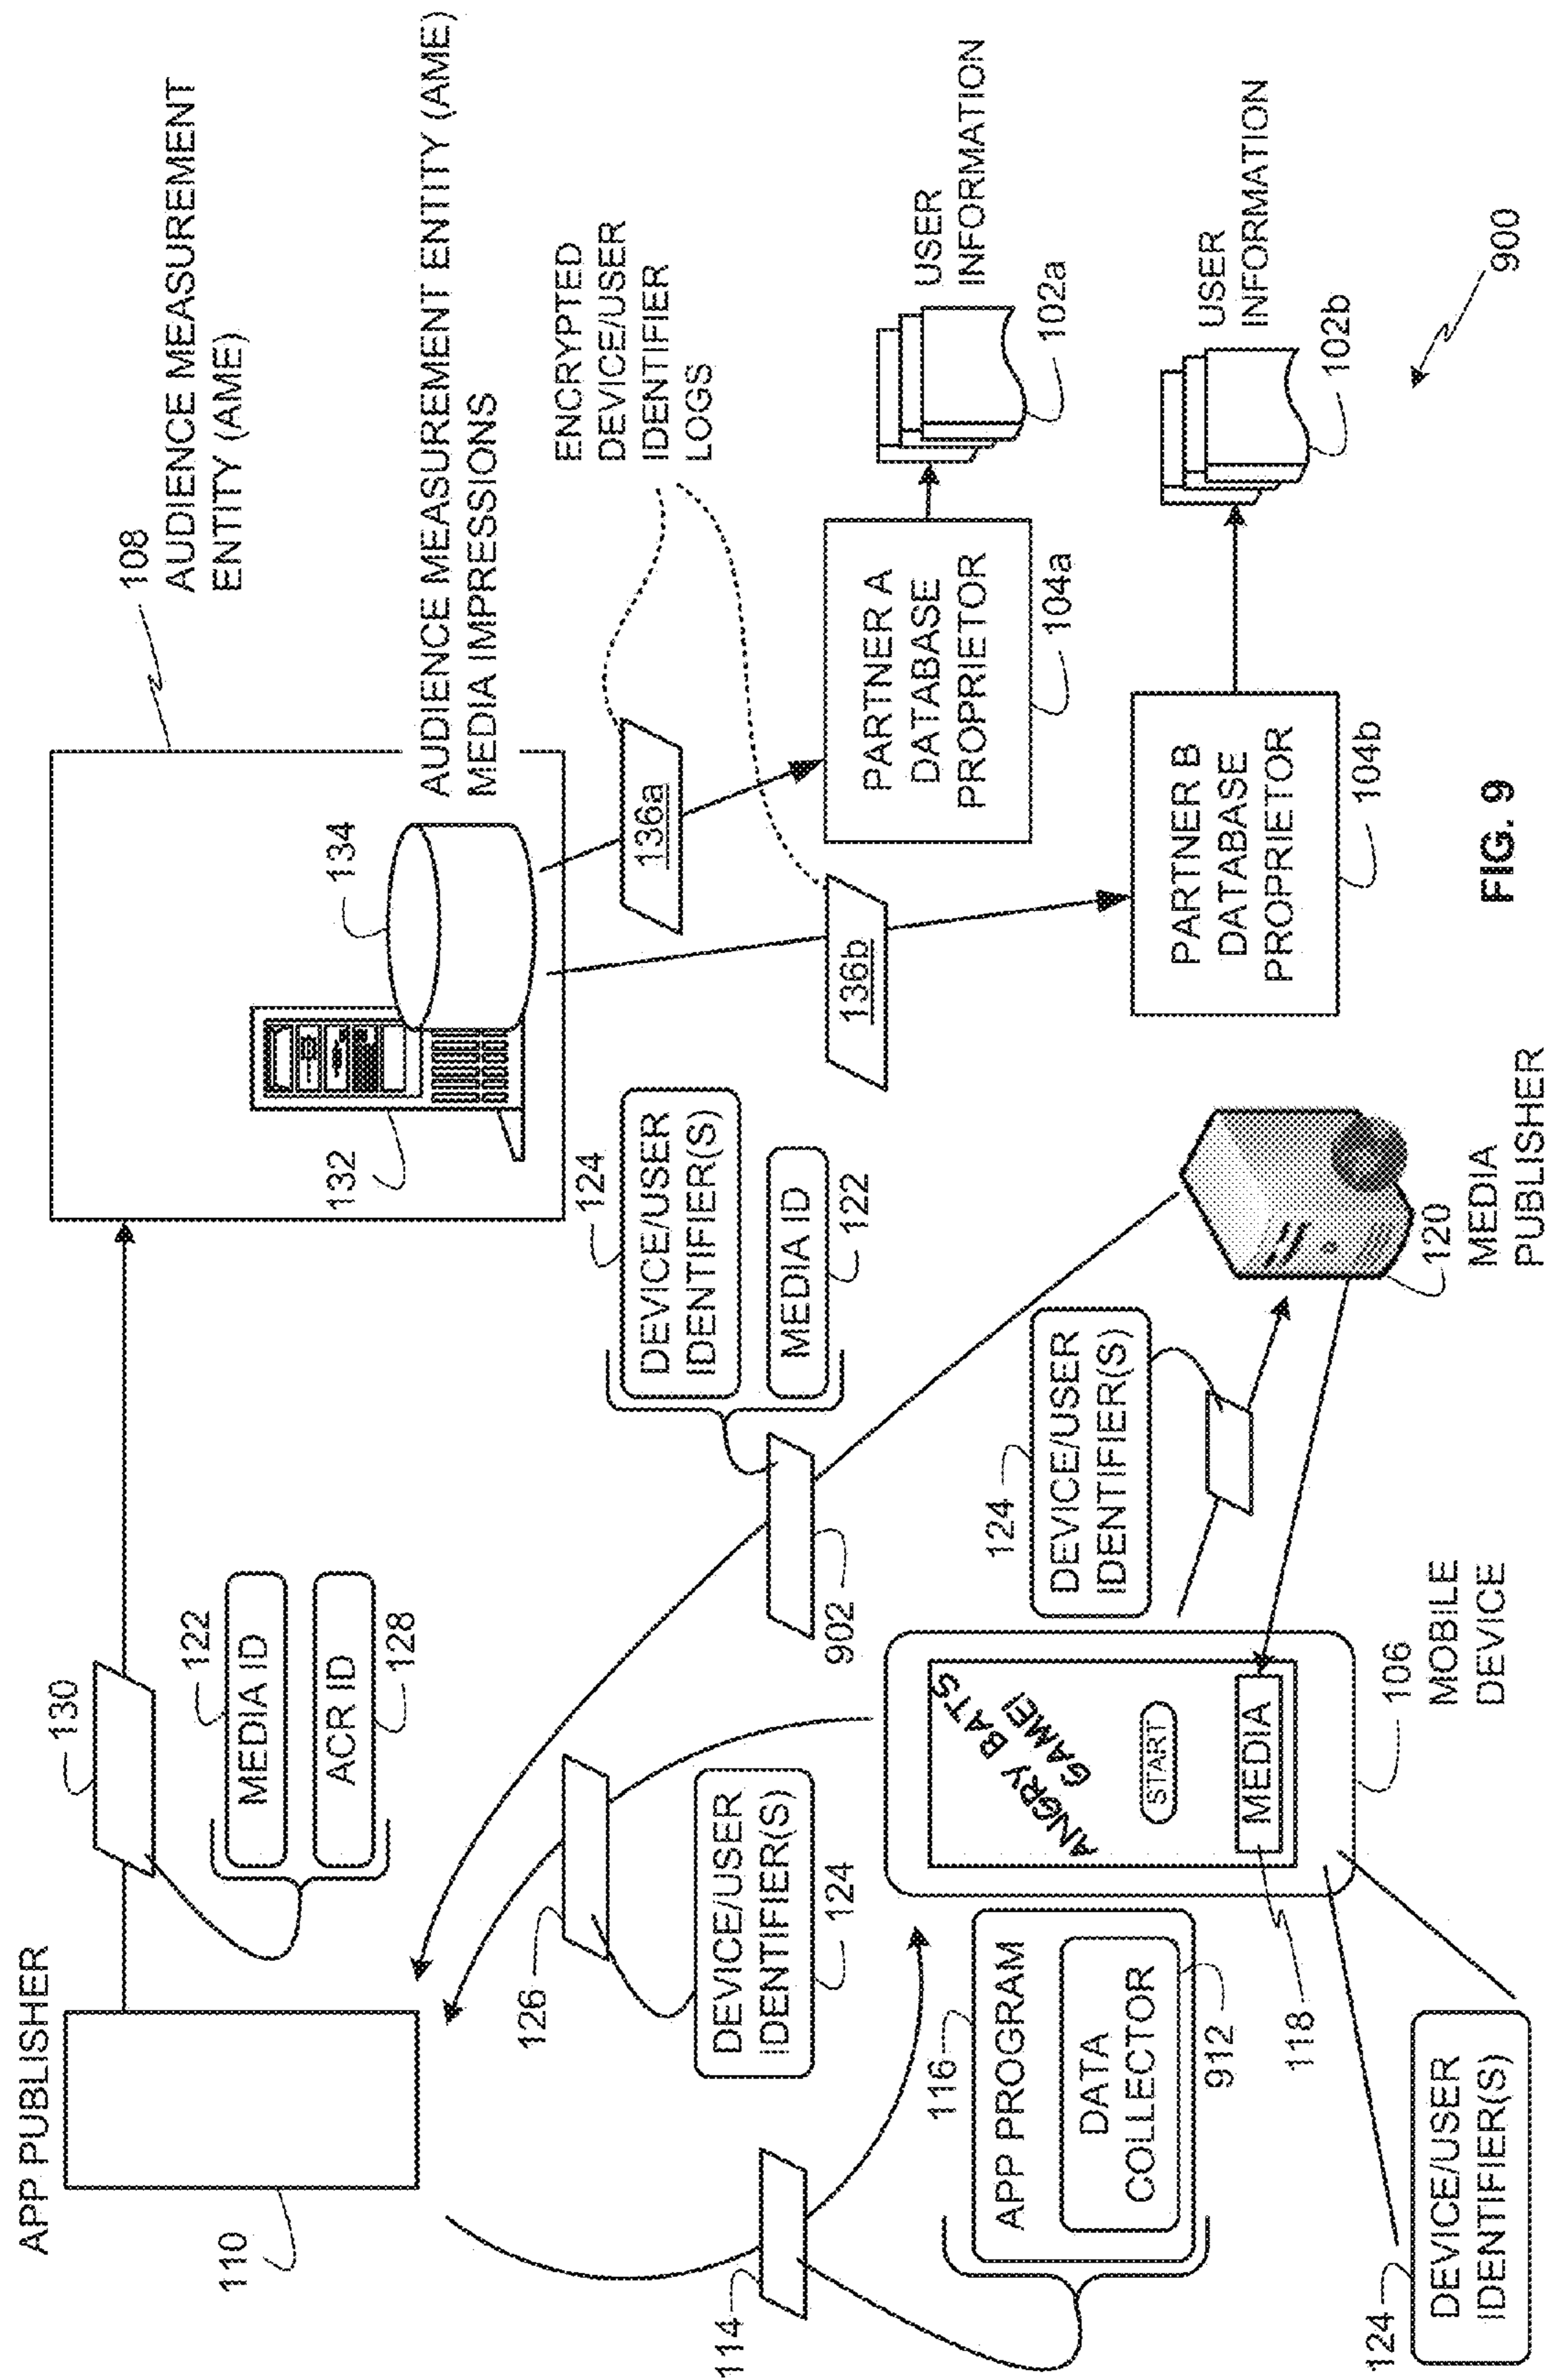 APP PUBLISHER
110
130
122
MEDIA ID
ACR ID
128
108
AUDIENCE MEASUREMENT
ENTITY (AME)
132
134
AUDIENCE MEASUREMENT ENTITY (AME)
MEDIA IMPRESSIONS
114
116
APP PROGRAM
DATA
COLLECTOR
912
126
DEVICE/USER
IDENTIFIER(S)
124
902
124
DEVICE/USER
IDENTIFIER(S)
MEDIA ID
122
136a
136b
ENCRYPTED
DEVICE/USER
IDENTIFIER
LOGS
PARTNER A
DATABASE
PROPRIETOR
104a
USER
INFORMATION
102a
PARTNER B
DATABASE
PROPRIETOR
104b
USER
INFORMATION
102b
ANGRY BATS
GAME!
START
MEDIA
118
106
MOBILE
DEVICE
124
DEVICE/USER
IDENTIFIER(S)
124
DEVICE/USER
IDENTIFIER(S)
120
MEDIA
PUBLISHER
900
FIG. 9